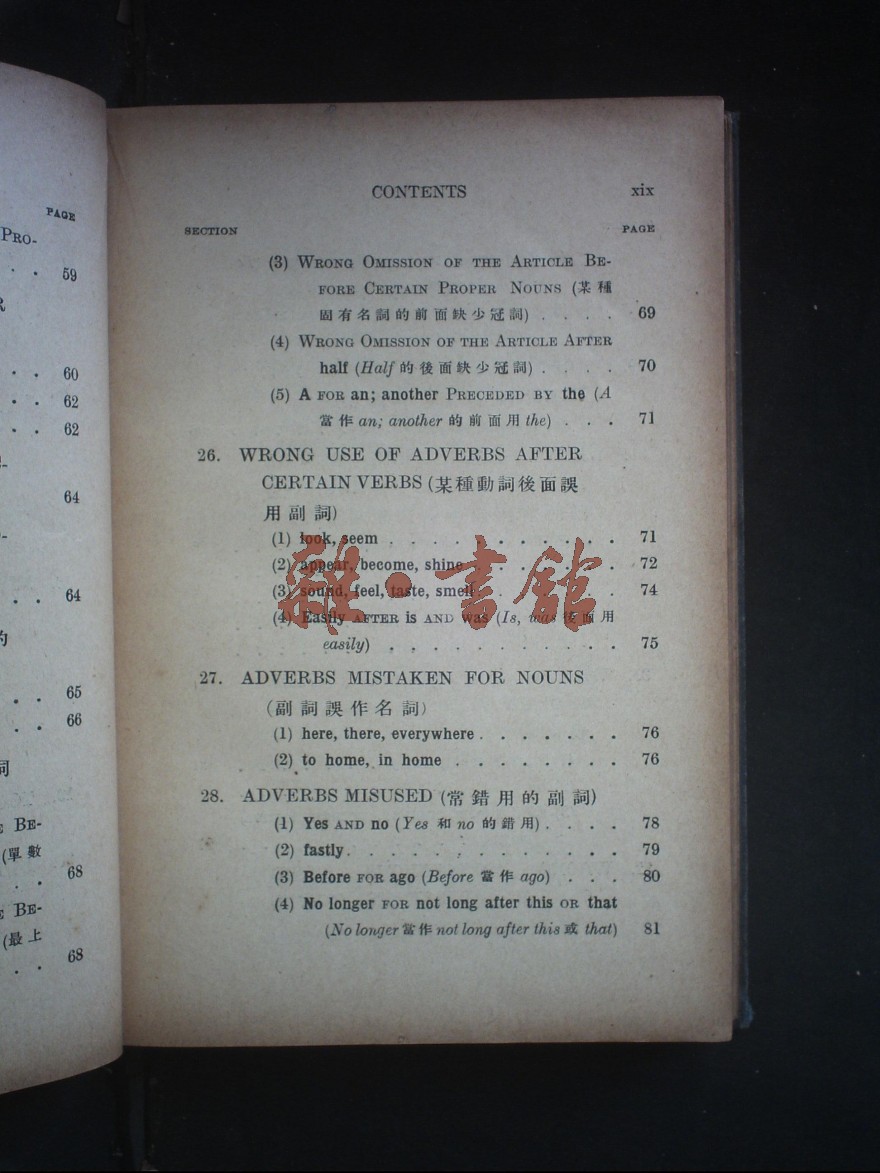 PAGE
PRO-
. . 59
R
. . 60
. . 62
. . 62
64
. . 64
的
. . 65
. . 66
詞
BE-
(單數
. . 68
BE-
(最上
. . 68
CONTENTS xix
SECTION PAGE
(3) WRONG OMISSION OF THE ARTICLE BE-
FORE CERTAIN PROPER NOUNS (某種
固有名詞的前面缺少冠詞) . . . . 69
(4) WRONG OMISSION OF THE ARTICLE AFTER
half (Half 的後面缺少冠詞) . . . . 70
(5) A FOR an; another PRECEDED BY the (A
當作 an; another 的前面用 the) . . . 71
26. WRONG USE OF ADVERBS AFTER
CERTAIN VERBS (某種動詞後面誤
用副詞)
(1) look, seem . . . . . . . . . 71
(2) appear, become, shine . . . . . . 72
(3) sound, feel, taste, smell . . . . . 74
(4) Easily AFTER is AND was (Is, was 後面用
easily) . . . . . . . . . . 75
27. ADVERBS MISTAKEN FOR NOUNS
(副詞誤作名詞)
(1) here, there, everywhere . . . . . . 76
(2) to home, in home . . . . . . . 76
28. ADVERBS MISUSED (常錯用的副詞)
(1) Yes AND no (Yes 和 no 的錯用) . . . . 78
(2) fastly . . . . . . . . . . . 79
(3) Before FOR ago (Before 當作 ago) . . . 80
(4) No longer FOR not long after this OR that
(No longer 當作 not long after this 或 that) 81
雜·書館